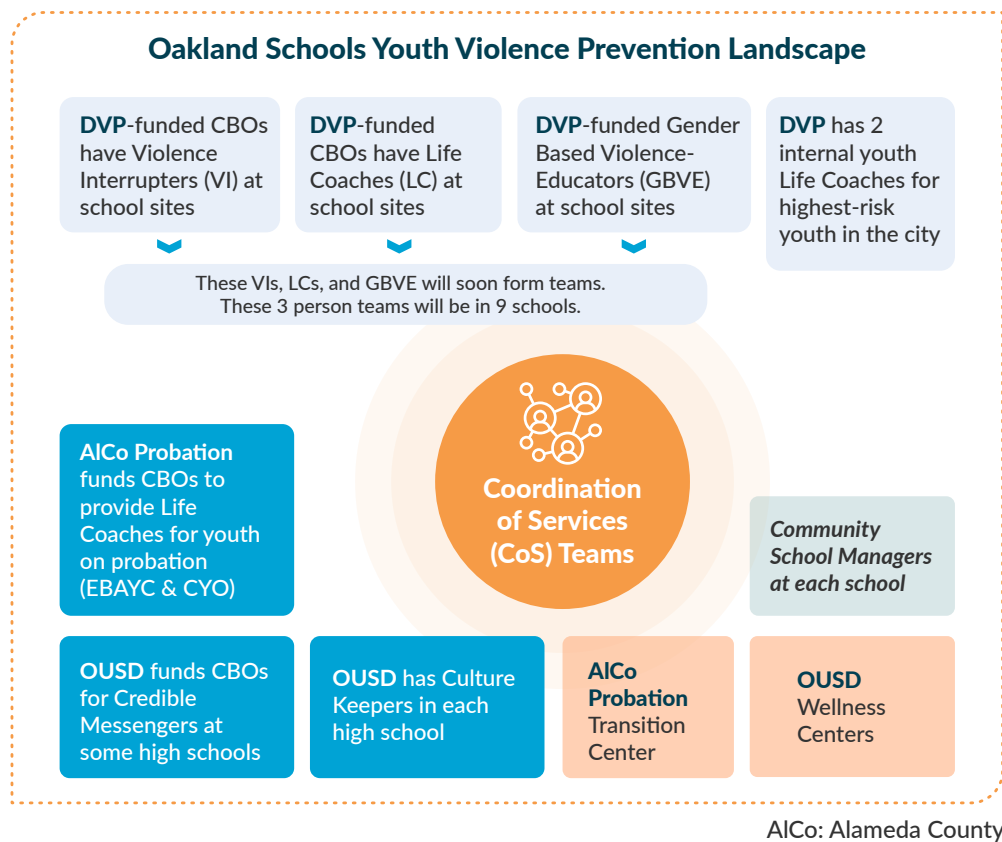 Oakland Schools Youth Violence Prevention Landscape
DVP-funded CBOs
have Violence
Interrupters (VI) at
school sites
DVP-funded
CBOs have Life
Coaches (LC) at
school sites
DVP-funded Gender
Based Violence-
Educators (GBVE)
at school sites
DVP has 2
internal youth
Life Coaches for
highest-risk
youth in the city
These VIs, LCs, and GBVE will soon form teams.
These 3 person teams will be in 9 schools.
Coordination
of Services
(CoS) Teams
AlCo Probation
funds CBOs to
provide Life
Coaches for youth
on probation
(EBAYC & CYO)
Community
School Managers
at each school
OUSD funds CBOs
for Credible
Messengers at
some high schools
OUSD has Culture
Keepers in each
high school
AlCo
Probation
Transition
Center
OUSD
Wellness
Centers
AlCo: Alameda County